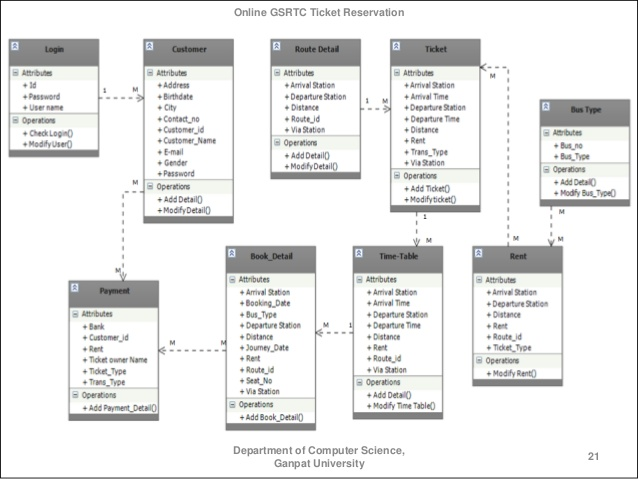 Online GSRTC Ticket Reservation
Login
Attributes
+ Id
+ Password
+ User name
Operations
+ Check Login()
+ Modify User()
1
M
Customer
Attributes
+ Address
+ Birthdate
+ City
+ Contact_no
+ Customer_id
+ Customer_Name
+ E-mail
+ Gender
+ Password
Operations
+ Add Detail()
+ Modify Detail()
Route Detail
Attributes
+ Arrival Station
+ Departure Station
+ Distance
+ Route_id
+ Via Station
Operations
+ Add Detail()
+ Modify Detail()
1
M
Ticket
Attributes
+ Arrival Station
+ Arrival Time
+ Departure Station
+ Departure Time
+ Distance
+ Rent
+ Trans_Type
+ Via Station
Operations
+ Add Ticket()
+ Modify ticket()
M
Bus Type
Attributes
+ Bus_no
+ Bus_Type
Operations
+ Add Detail()
+ Modify Bus_Type()
M
M
1
M
M
M
M
Payment
Attributes
+ Bank
+ Customer_id
+ Rent
+ Ticket owner Name
+ Ticket_Type
+ Trans_Type
Operations
+ Add Payment_Detail()
M
M
Book_Detail
Attributes
+ Arrival Station
+ Booking_Date
+ Bus_Type
+ Departure Station
+ Distance
+ Journey_Date
+ Rent
+ Route_id
+ Seat_No
+ Via Station
Operations
+ Add Book_Detail()
M
1
Time-Table
Attributes
+ Arrival Station
+ Arrival Time
+ Departure Station
+ Departure Time
+ Distance
+ Rent
+ Route_id
+ Via Station
Operations
+ Add Detail()
+ Modify Time Table()
Rent
Attributes
+ Arrival Station
+ Departure Station
+ Distance
+ Rent
+ Route_id
+ Ticket_Type
Operations
+ Modify Rent()
Department of Computer Science,
Ganpat University
21